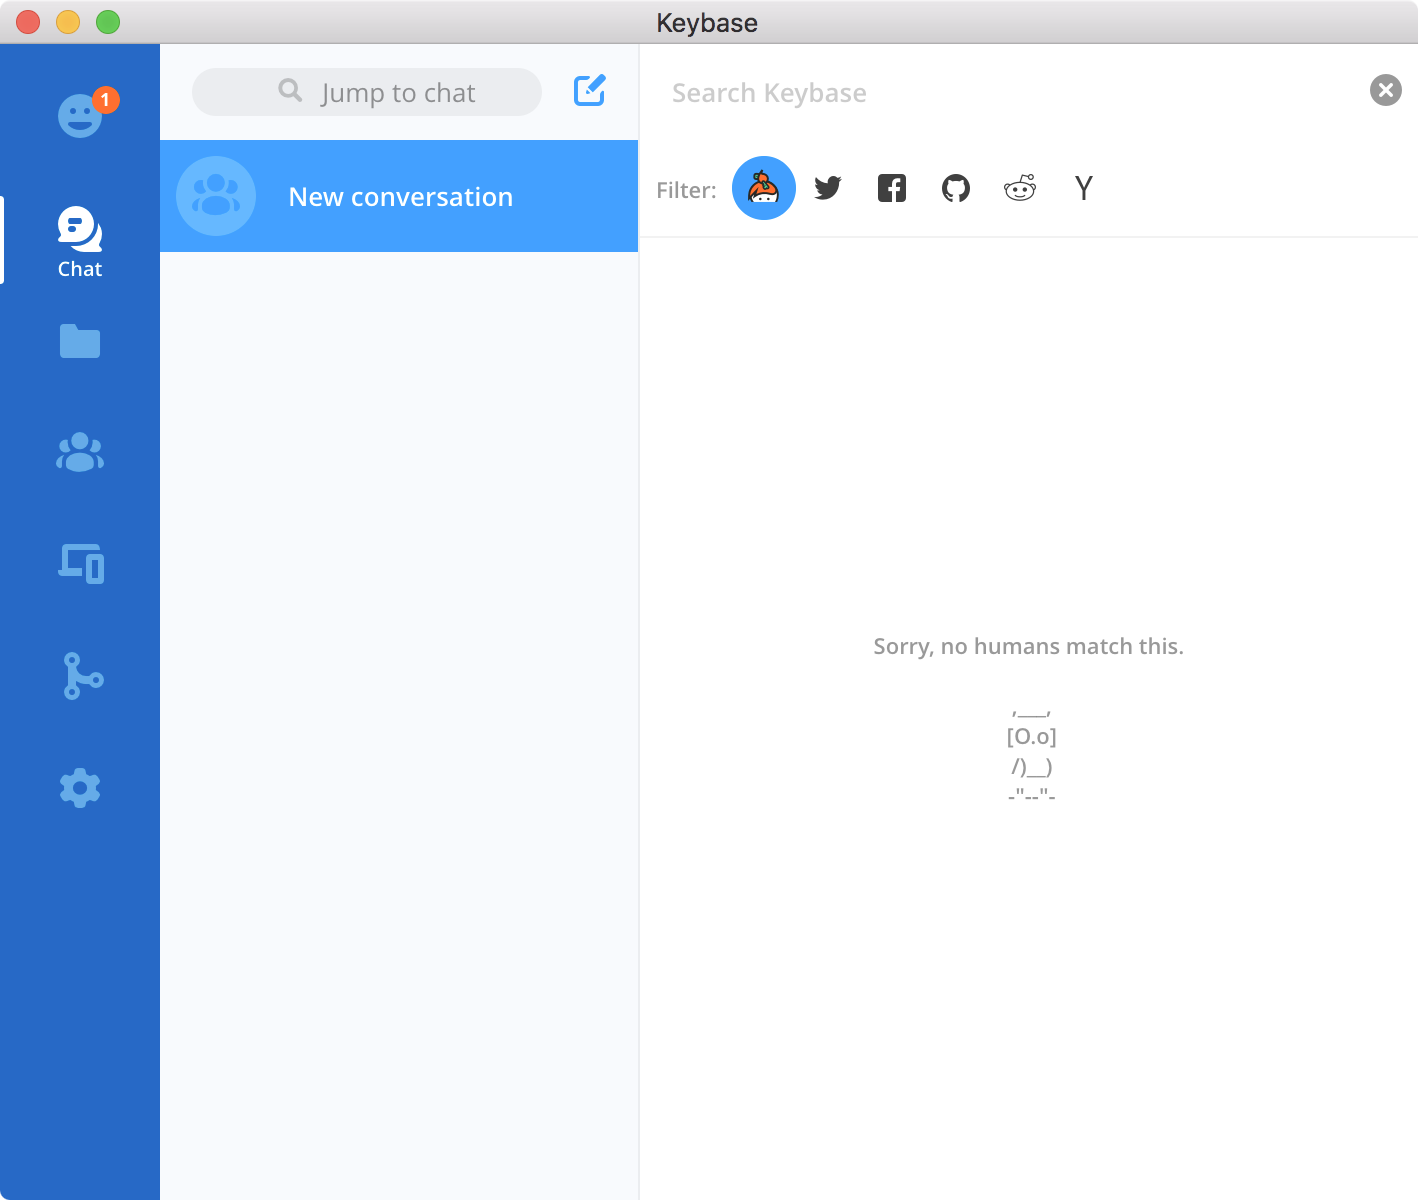 Keybase
1
Chat
Jump to chat
New conversation
Search Keybase
Filter:
Y
Sorry, no humans match this.
,___,
[O.o]
/)__)
-"--"-